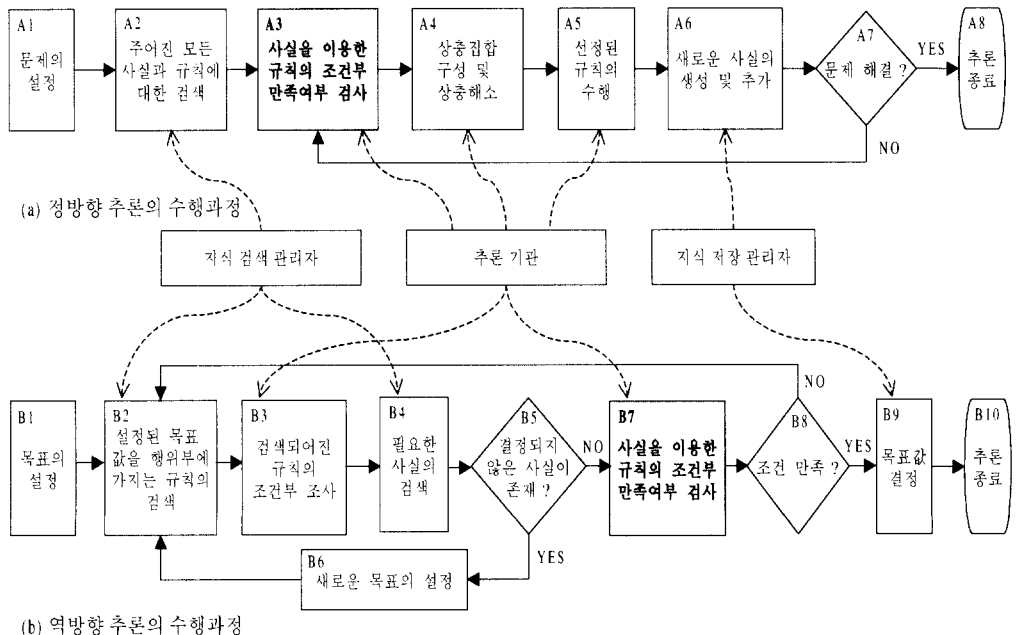 A1
문제의
설정
A2
주어진 모든
사실과 규칙에
대한 검색
A3
사실을 이용한
규칙의 조건부
만족여부 검사
A4
상충집합
구성 및
상충해소
A5
선정된
규칙의
수행
A6
새로운 사실의
생성 및 추가
A7
문제 해결 ?
YES
NO
A8
추론
종료
(a) 정방향 추론의 수행과정
지식 검색 관리자
추론 기관
지식 저장 관리자
B1
목표의
설정
B2
설정된 목표
값을 행위부에
가지는 규칙의
검색
B3
검색되어진
규칙의
조건부 조사
B4
필요한
사실의
검색
B5
결정되지
않은 사실이
존재 ?
NO
YES
B6
새로운 목표의 설정
B7
사실을 이용한
규칙의 조건부
만족여부 검사
B8
조건 만족 ?
NO
YES
B9
목표값
결정
B10
추론
종료
(b) 역방향 추론의 수행과정